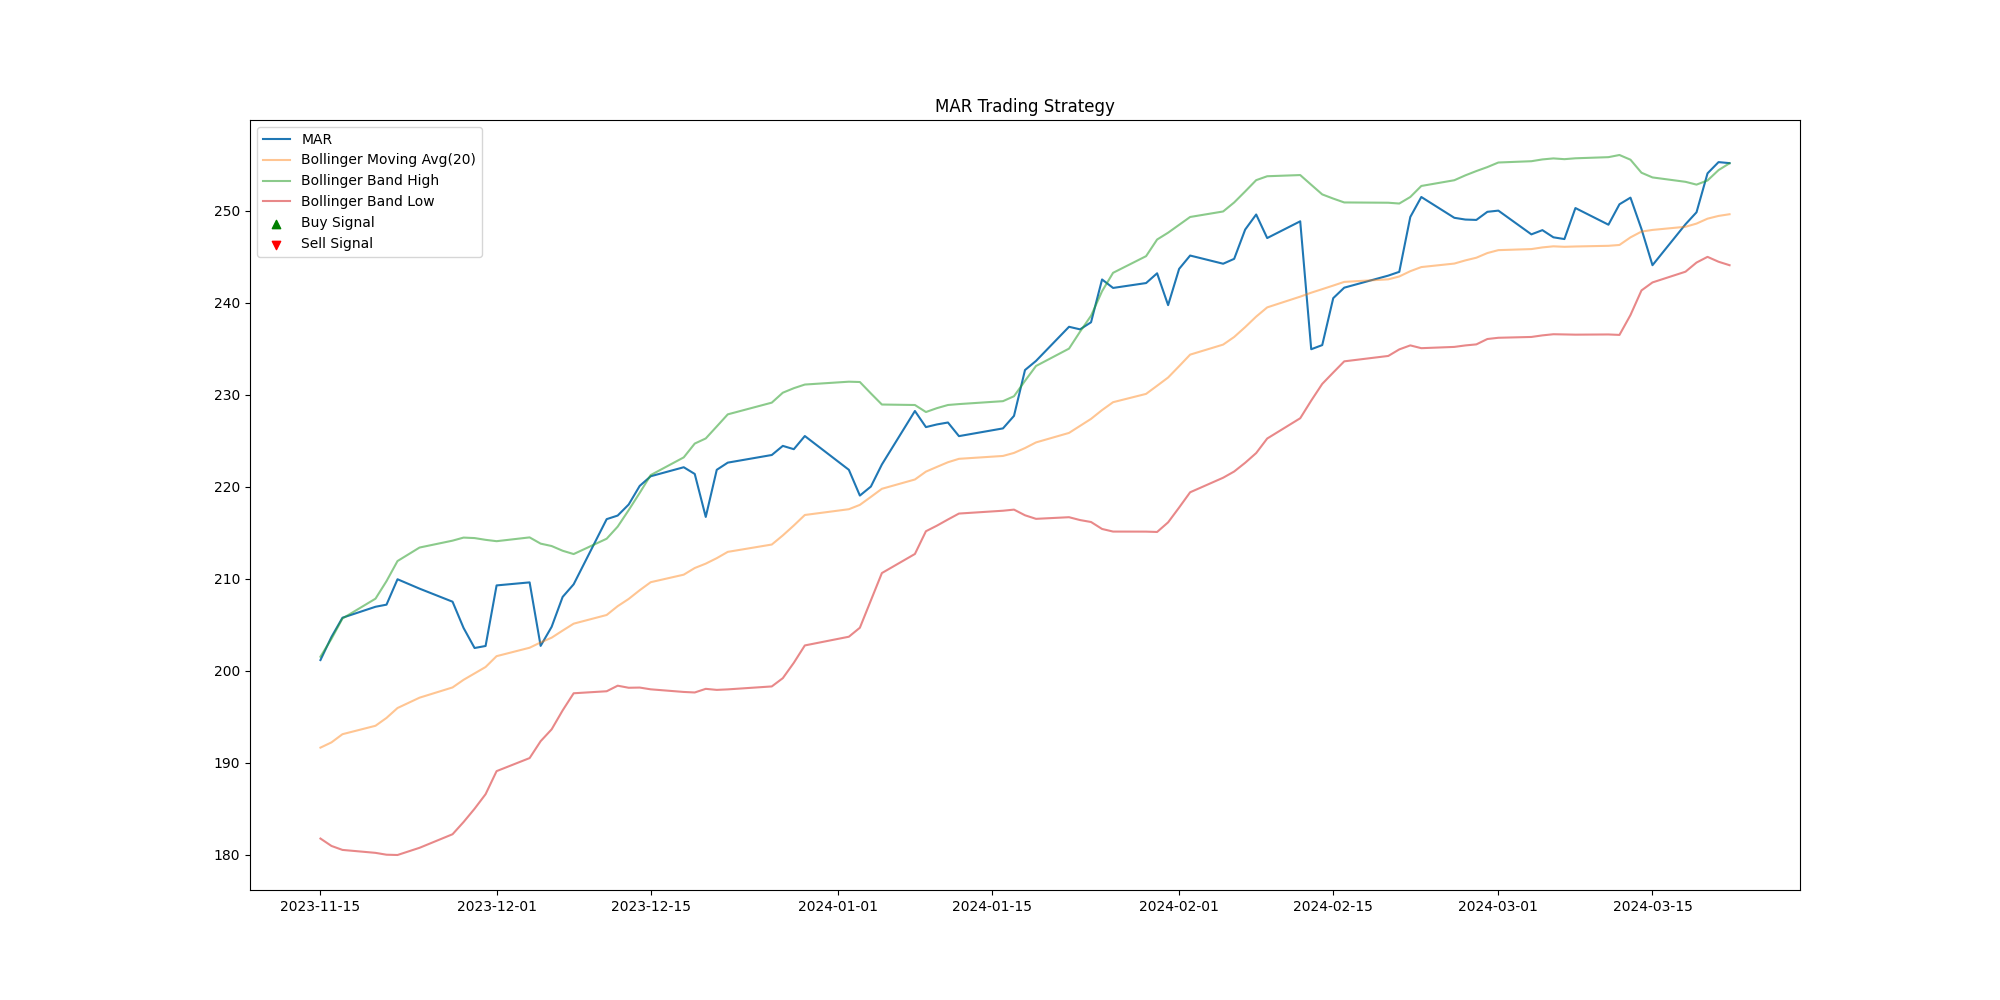 MAR Trading Strategy
MAR
Bollinger Moving Avg(20)
Bollinger Band High
Bollinger Band Low
Buy Signal
Sell Signal
250
240
230
220
210
200
190
180
2023-11-15
2023-12-01
2023-12-15
2024-01-01
2024-01-15
2024-02-01
2024-02-15
2024-03-01
2024-03-15